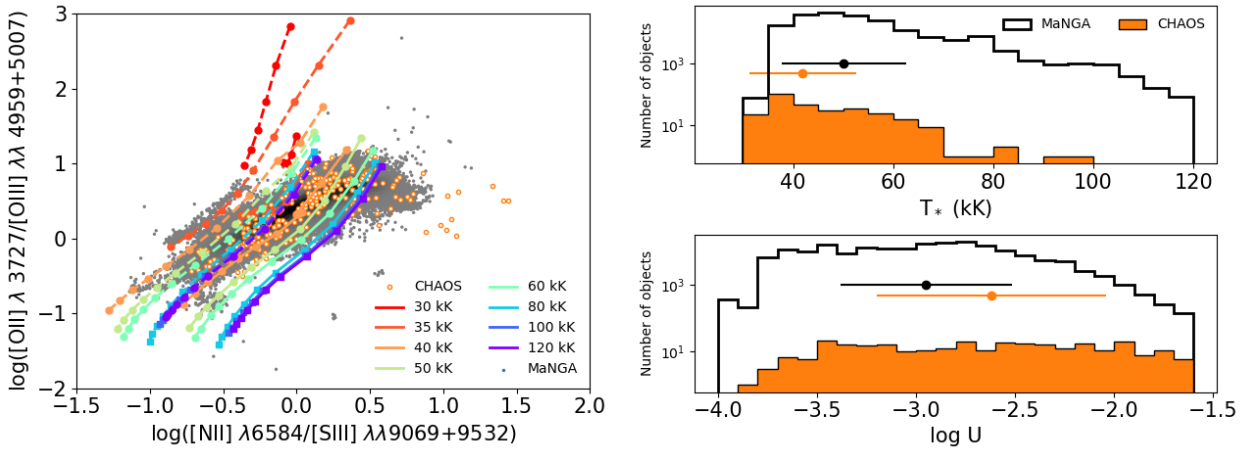 log([OII] λ 3727/[OIII] λλ 4959+5007)
3
2
1
0
−1
−2
CHAOS
30 kK
35 kK
40 kK
50 kK
60 kK
80 kK
100 kK
120 kK
MaNGA
−1.5 −1.0 −0.5 0.0 0.5 1.0 1.5 2.0
log([NII] λ6584/[SIII] λλ9069+9532)
Number of objects
10³
10¹
MaNGA CHAOS
40 60 80 100 120
T* (kK)
Number of objects
10³
10¹
−4.0 −3.5 −3.0 −2.5 −2.0 −1.5
log U